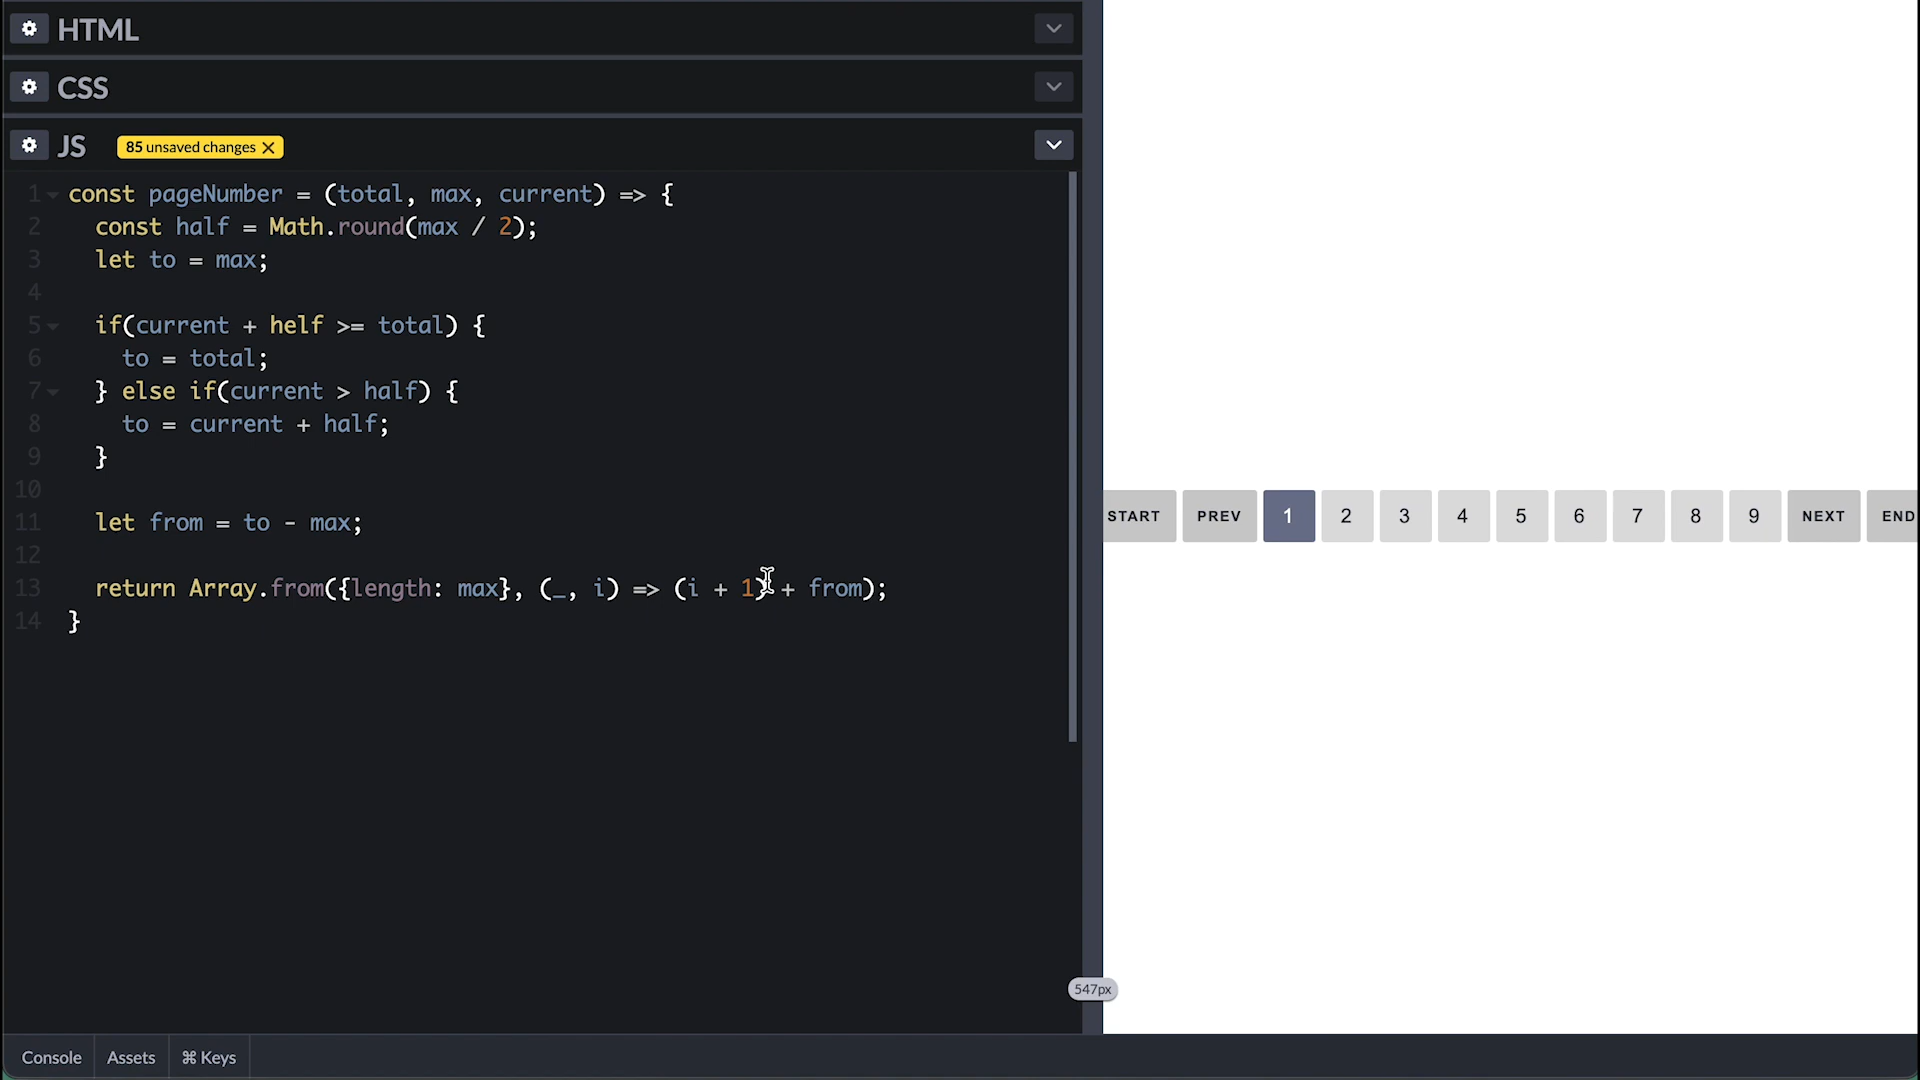 HTML
CSS
JS 85 unsaved changes
1 const pageNumber = (total, max, current) => {
2 const half = Math.round(max / 2);
3 let to = max;
4
5 if(current + helf >= total) {
6 to = total;
7 } else if(current > half) {
8 to = current + half;
9 }
10
11 let from = to - max;
12
13 return Array.from({length: max}, (_, i) => (i + 1) + from);
14 }
START PREV 1 2 3 4 5 6 7 8 9 NEXT END
547px
Console Assets ⌘ Keys